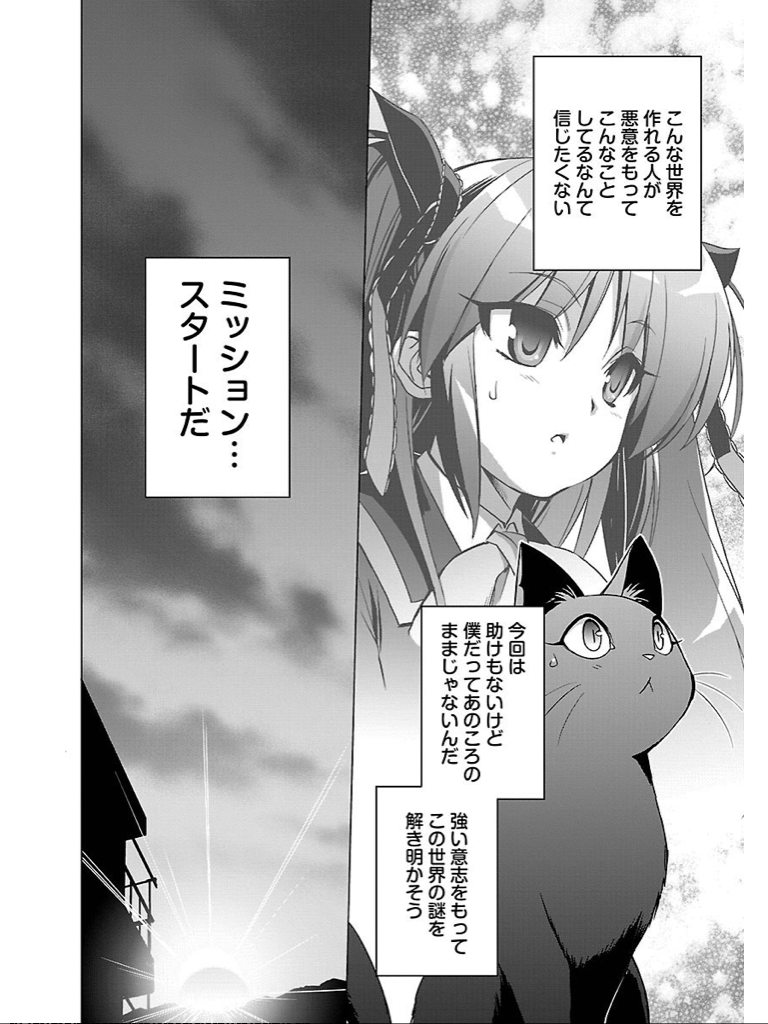 こんな世界を
作れる人が
悪意をもって
こんなこと
してるなんて
信じたくない
今回は
助けもないけど
僕だってあのころの
ままじゃないんだ
強い意志をもって
この世界の謎を
解き明かそう
ミッション…
スタートだ